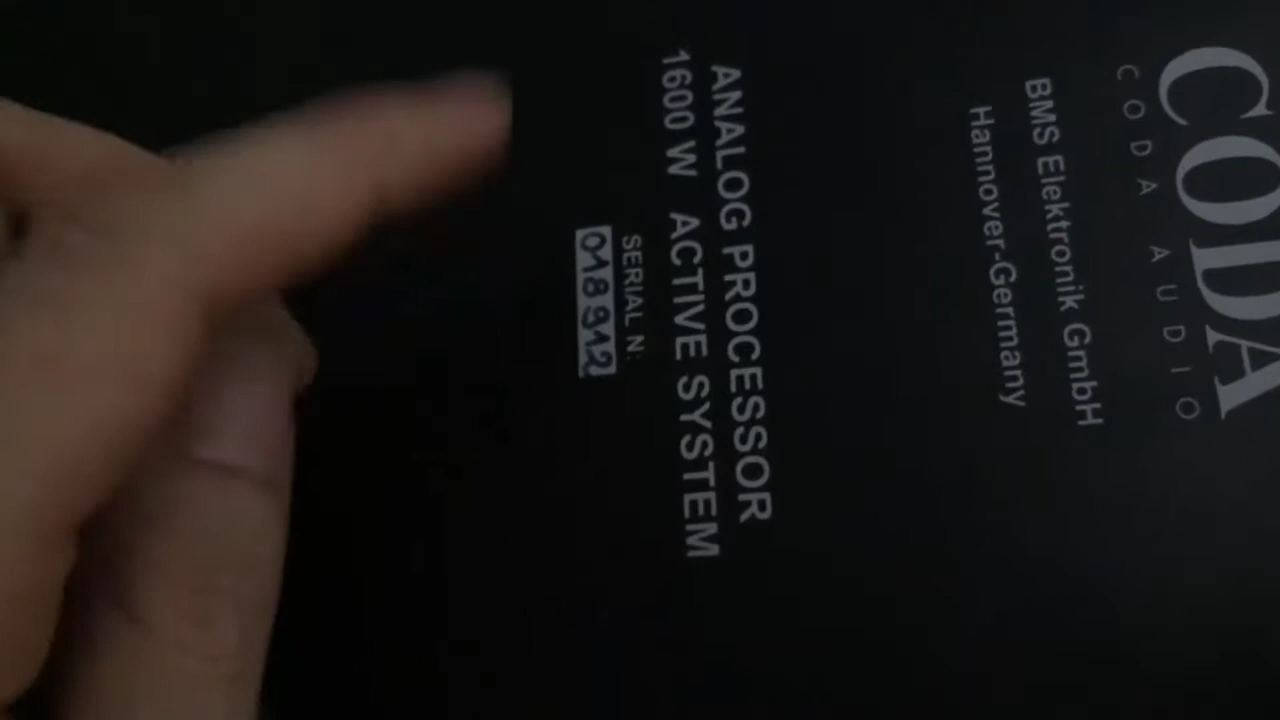 CODA
CODA AUDIO
BMS Elektronik GmbH
Hannover-Germany
ANALOG PROCESSOR
1600 W ACTIVE SYSTEM
SERIAL N:
018912